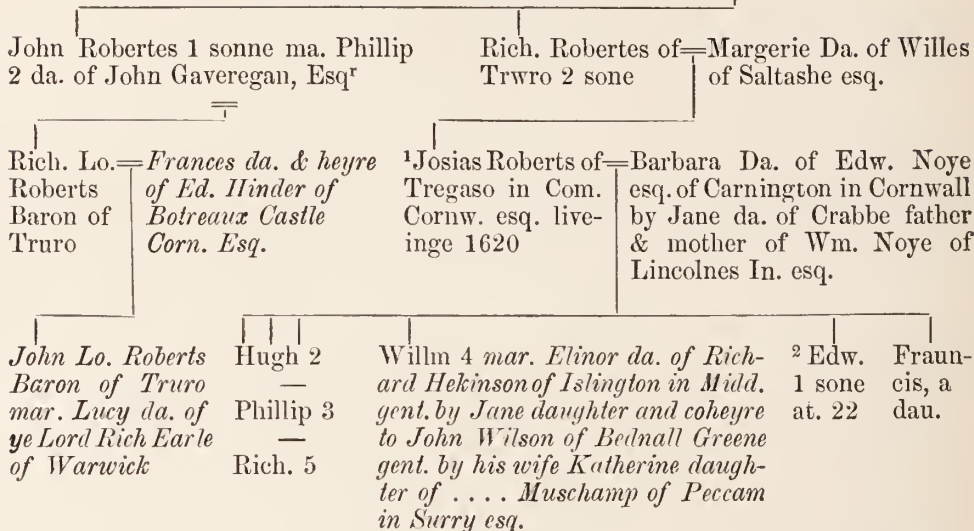 John Robertes 1 sonne ma. Phillip
2 da. of John Gaveregan, Esqʳ
Rich. Robertes of
Trwro 2 sone
Margerie Da. of Willes
of Saltashe esq.
Rich. Lo.
Roberts
Baron of
Truro
Frances da. & heyre
of Ed. Hinder of
Botreaux Castle
Corn. Esq.
¹Josias Roberts of
Tregaso in Com.
Cornw. esq. live-
inge 1620
Barbara Da. of Edw. Noye
esq. of Carnington in Cornwall
by Jane da. of Crabbe father
& mother of Wm. Noye of
Lincolnes In. esq.
John Lo. Roberts
Baron of Truro
mar. Lucy da. of
ye Lord Rich Earle
of Warwick
Hugh 2
—
Phillip 3
—
Rich. 5
Willm 4 mar. Elinor da. of Rich-
ard Hekinson of Islington in Midd.
gent. by Jane daughter and coheyre
to John Wilson of Bednall Greene
gent. by his wife Katherine daugh-
ter of .... Muschamp of Peccam
in Surry esq.
² Edw.
1 sone
at. 22
Fraun-
cis, a
dau.